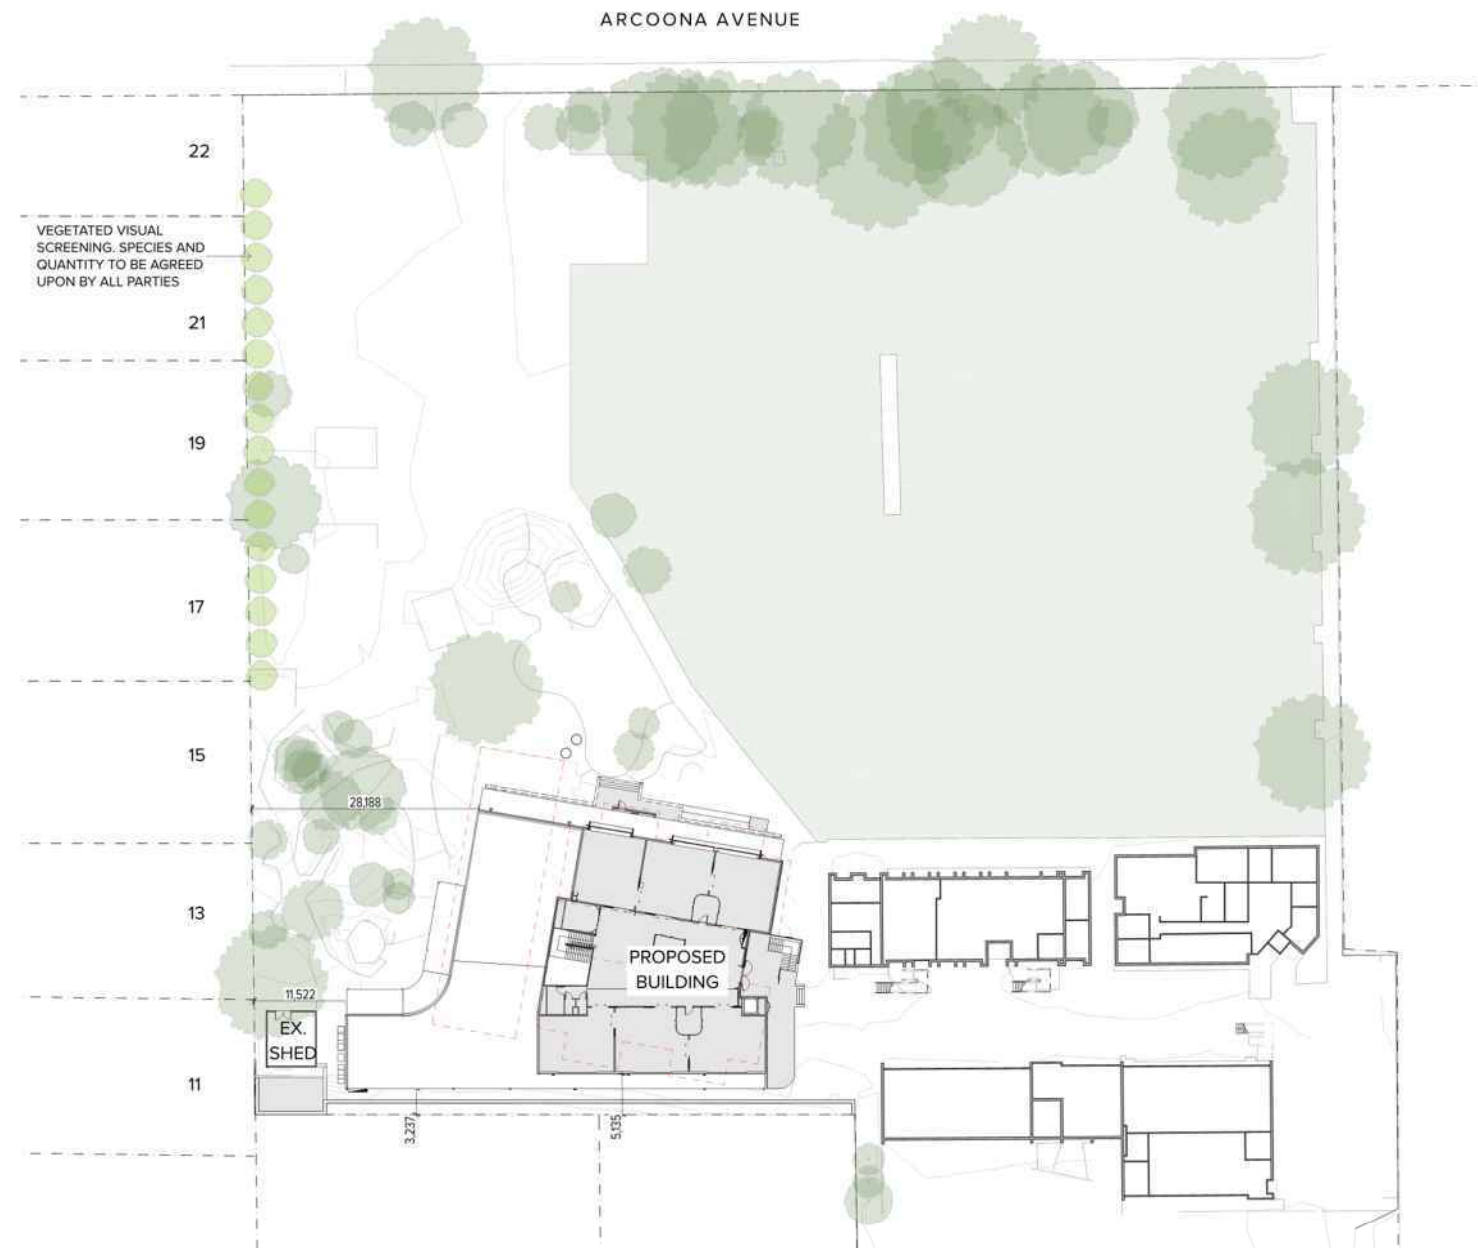 ARCOONA AVENUE
22
VEGETATED VISUAL
SCREENING. SPECIES AND
QUANTITY TO BE AGREED
UPON BY ALL PARTIES
21
19
17
15
28,188
13
PROPOSED
BUILDING
11,522
EX.
SHED
11
3,237
5,135